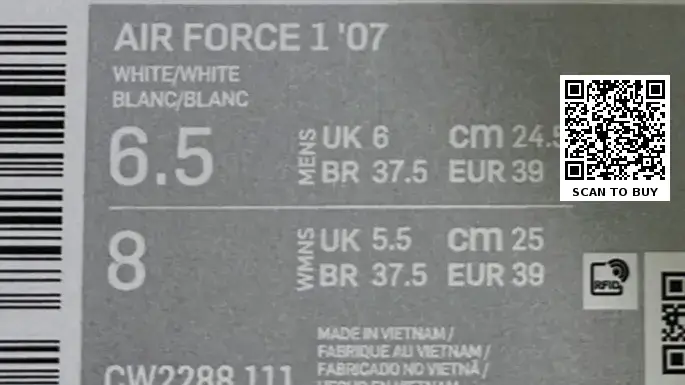 AIR FORCE 1 '07
WHITE/WHITE
BLANC/BLANC
6.5 MENS UK 6 cm 24.5
BR 37.5 EUR 39
SCAN TO BUY
8 WMNS UK 5.5 cm 25
BR 37.5 EUR 39
RFID
MADE IN VIETNAM /
FABRIQUE AU VIETNAM /
FABRICADO NO VIETNÃ /
CW2288 111